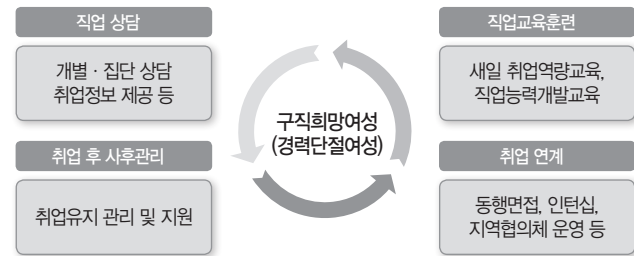 직업 상담
개별 · 집단 상담
취업정보 제공 등
직업교육훈련
새일 취업역량교육,
직업능력개발교육
구직희망여성
(경력단절여성)
취업 후 사후관리
취업유지 관리 및 지원
취업 연계
동행면접, 인턴십,
지역협의체 운영 등